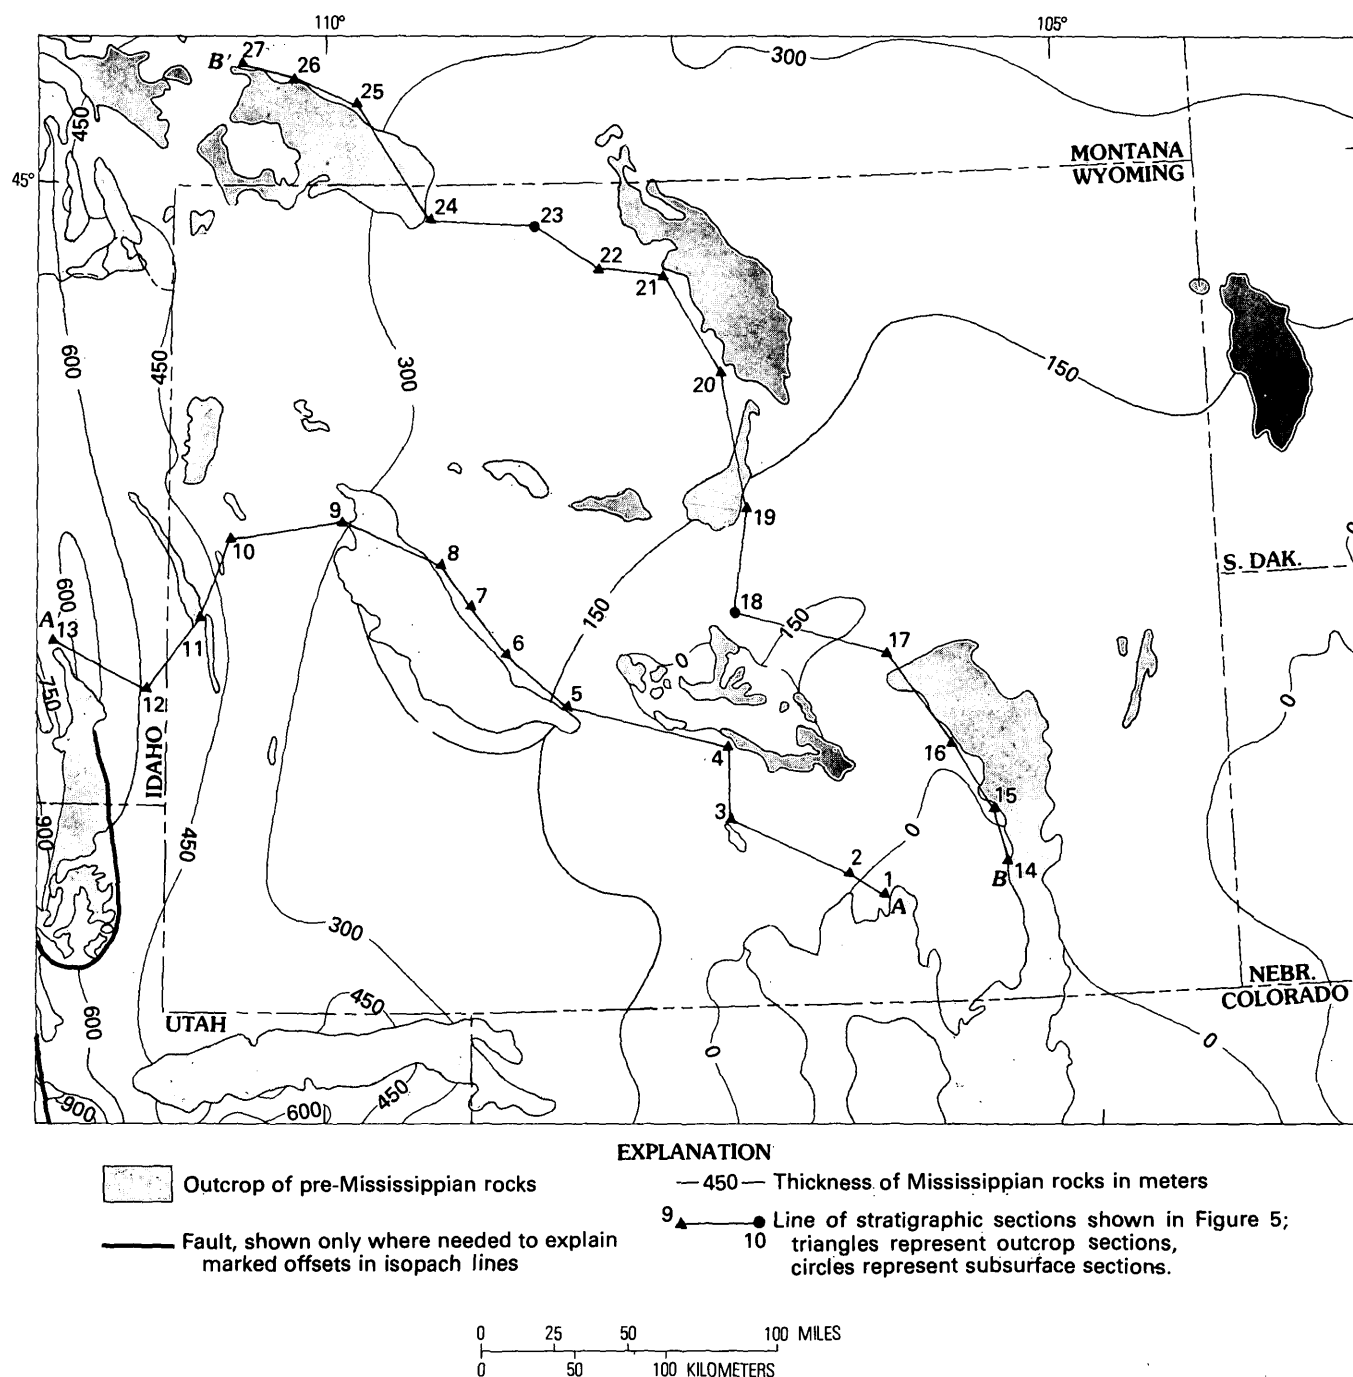 110°
105°
B' 27
26
25
300
450
MONTANA
45°
WYOMING
24
23
22
21
600
450
300
20
150
9
19
10
8
S. DAK.
600
7
150
18
150
A
13
11
6
0
17
750
12
5
0
IDAHO
4
16
900
3
15
450
0
2
14
1
B
A
300
450
NEBR.
COLORADO
600
UTAH
0
0
900
600
450
EXPLANATION
Outcrop of pre-Mississippian rocks
Fault, shown only where needed to explain
marked offsets in isopach lines
—450— Thickness of Mississippian rocks in meters
9
10
Line of stratigraphic sections shown in Figure 5;
triangles represent outcrop sections,
circles represent subsurface sections.
0 25 50 100 MILES
0 50 100 KILOMETERS